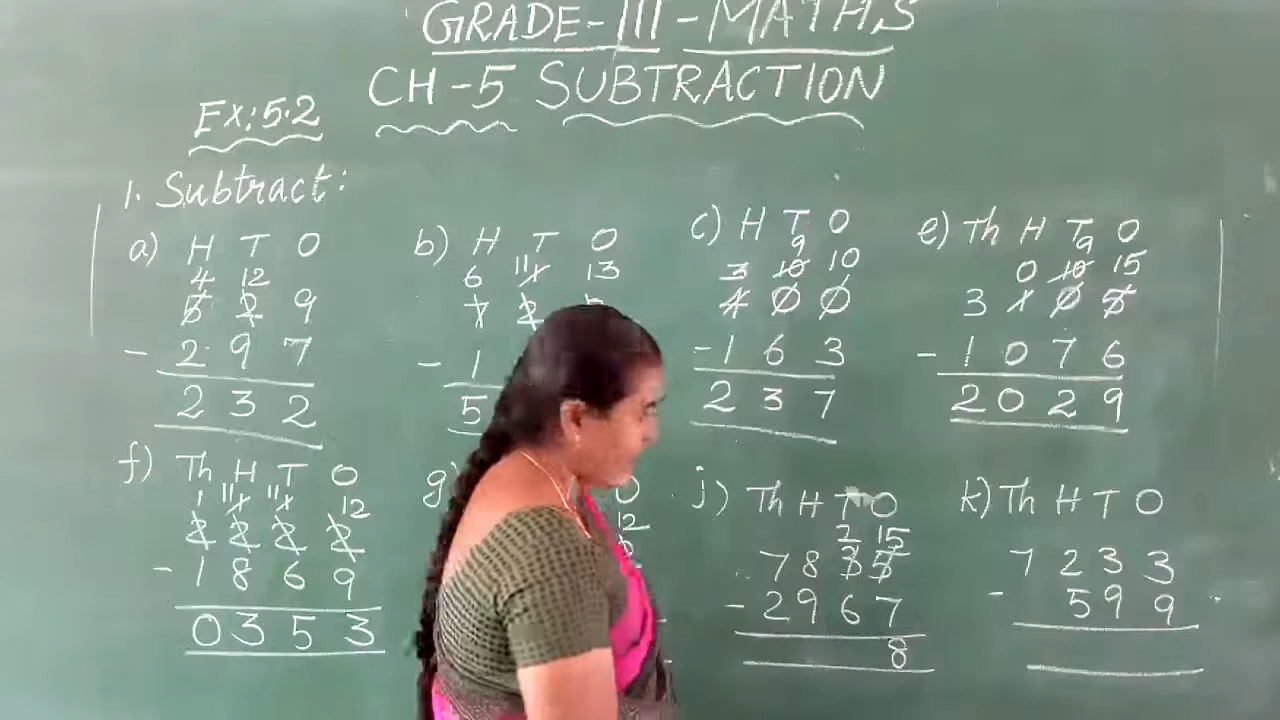 GRADE-III-MATHS
CH-5 SUBTRACTION
Ex:5.2
1. Subtract:
a) H T O
4 12
5 2 9
- 2 9 7
2 3 2
b) H T O
6 11 1 13
7 2
- 1
5
c) H T O
9
3 10 10
4 0 0
- 1 6 3
2 3 7
e) Th H T O
9
0 10 15
3 1 0 5
- 1 0 7 6
2 0 2 9
f) Th H T O
1 11 1 11 1 12
2 2 2 2
- 1 8 6 9
0 3 5 3
g) O
12
j) Th H T O
2 15
7 8 3 5
- 2 9 6 7
8
k) Th H T O
7 2 3 3
- 5 9 9